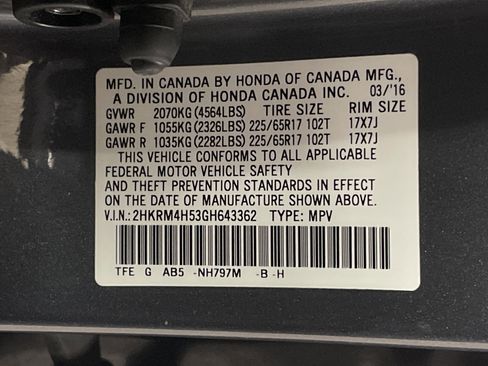 MFD. IN CANADA BY HONDA OF CANADA MFG.,
A DIVISION OF HONDA CANADA INC. 03/'16
GVWR 2070KG (4564LBS) TIRE SIZE RIM SIZE
GAWR F 1055KG (2326LBS) 225/65R17 102T 17X7J
GAWR R 1035KG (2282LBS) 225/65R17 102T 17X7J
THIS VEHICLE CONFORMS TO ALL APPLICABLE
FEDERAL MOTOR VEHICLE SAFETY
AND THEFT PREVENTION STANDARDS IN EFFECT
ON THE DATE OF MANUFACTURE SHOWN ABOVE.
V.I.N.: 2HKRM4H53GH643362 TYPE: MPV
TFE G AB5 -NH797M -B -H